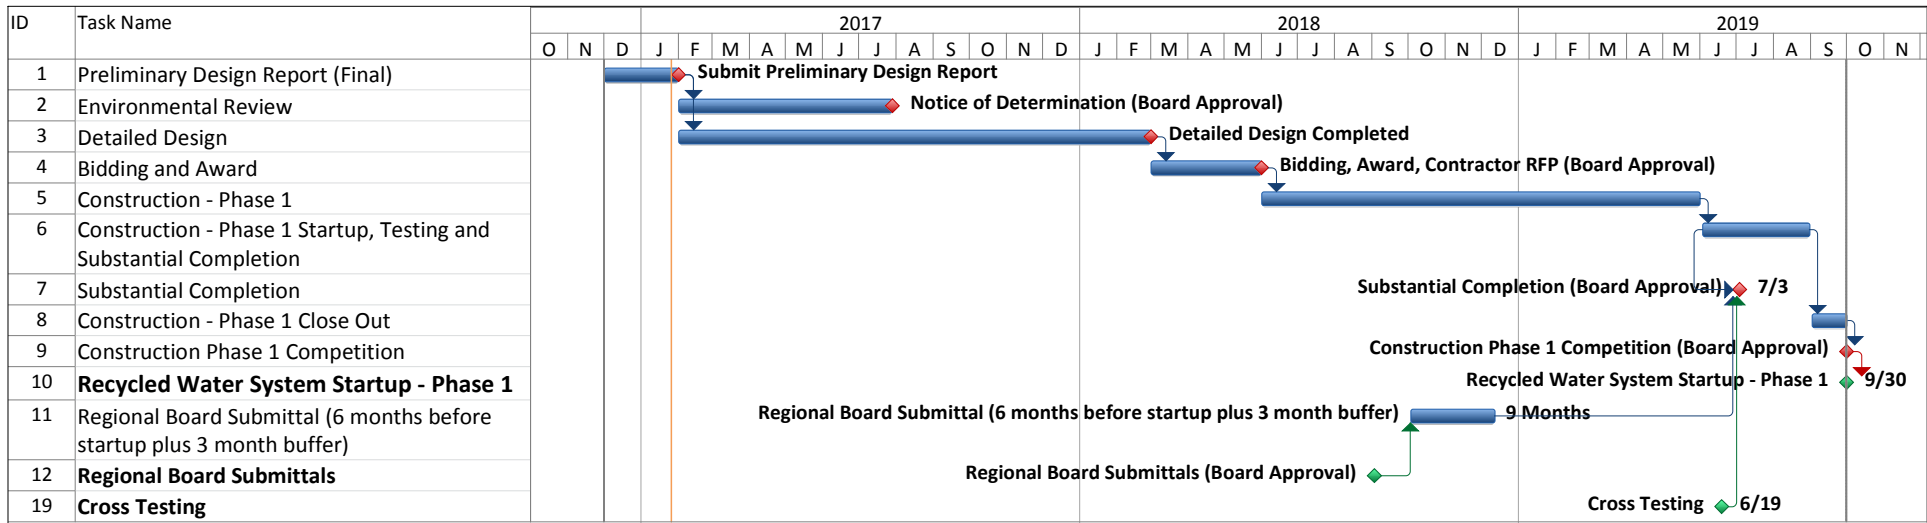 ID Task Name 2017 2018 2019
O N D J F M A M J J A S O N D J F M A M J J A S O N D J F M A M J J A S O N
1 Preliminary Design Report (Final) Submit Preliminary Design Report
2 Environmental Review Notice of Determination (Board Approval)
3 Detailed Design Detailed Design Completed
4 Bidding and Award Bidding, Award, Contractor RFP (Board Approval)
5 Construction - Phase 1
6 Construction - Phase 1 Startup, Testing and
Substantial Completion
7 Substantial Completion Substantial Completion (Board Approval) 7/3
8 Construction - Phase 1 Close Out
9 Construction Phase 1 Competition Construction Phase 1 Competition (Board Approval)
10 Recycled Water System Startup - Phase 1 Recycled Water System Startup - Phase 1 9/30
11 Regional Board Submittal (6 months before Regional Board Submittal (6 months before startup plus 3 month buffer) 9 Months
startup plus 3 month buffer)
12 Regional Board Submittals Regional Board Submittals (Board Approval)
19 Cross Testing Cross Testing 6/19